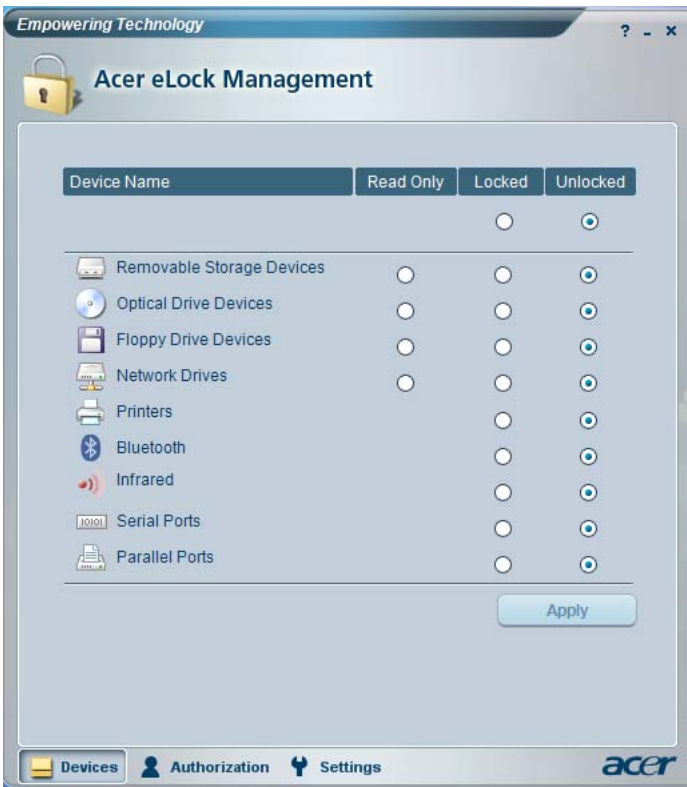 Empowering Technology
? - x
Acer eLock Management
Device Name Read Only Locked Unlocked
Removable Storage Devices
Optical Drive Devices
Floppy Drive Devices
Network Drives
Printers
Bluetooth
Infrared
10101 Serial Ports
Parallel Ports
Apply
Devices Authorization Settings acer